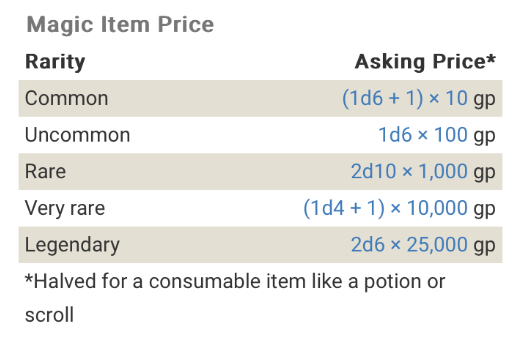 Magic Item Price
Rarity Asking Price*
Common (1d6 + 1) × 10 gp
Uncommon 1d6 × 100 gp
Rare 2d10 × 1,000 gp
Very rare (1d4 + 1) × 10,000 gp
Legendary 2d6 × 25,000 gp
*Halved for a consumable item like a potion or
scroll